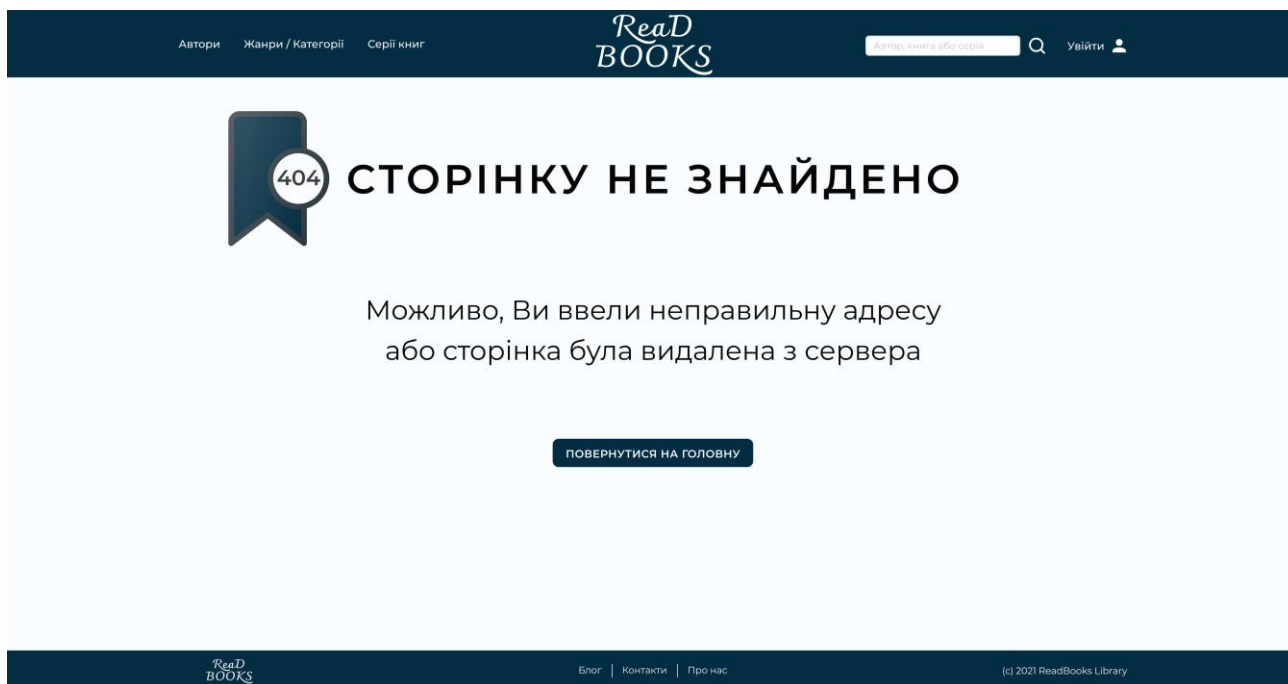 Автори Жанри / Категорії Серії книг
ReaD
BOOKS
Автор, книга або серія
Увійти
404
СТОРІНКУ НЕ ЗНАЙДЕНО
Можливо, Ви ввели неправильну адресу
або сторінка була видалена з сервера
ПОВЕРНУТИСЯ НА ГОЛОВНУ
ReaD
BOOKS
Блог | Контакти | Про нас
(c) 2021 ReadBooks Library